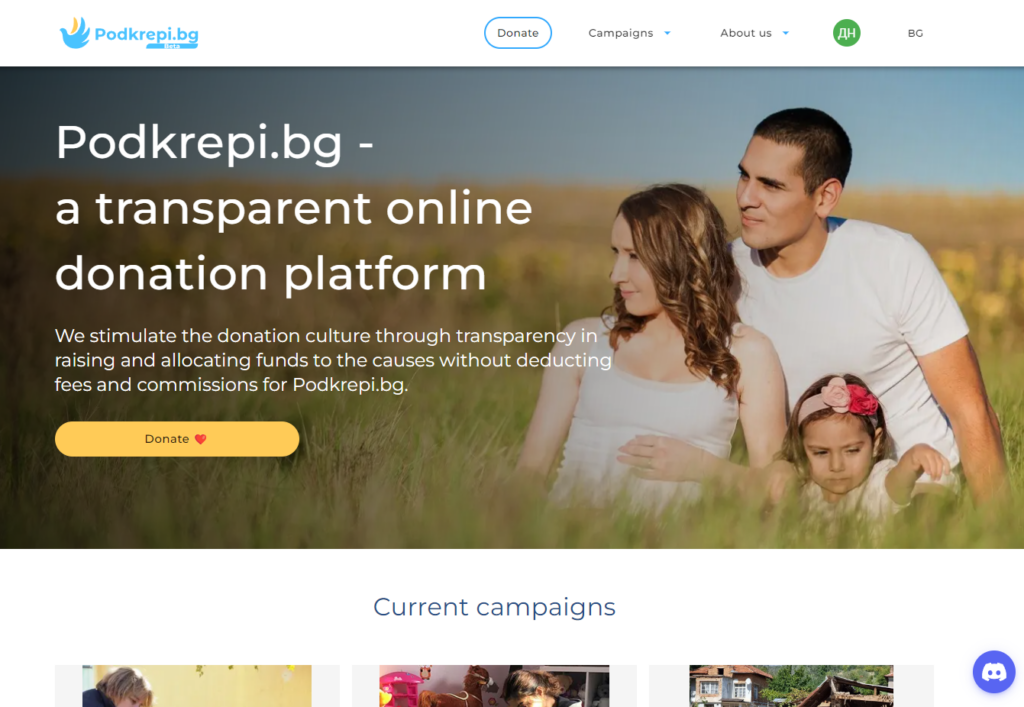 Podkrepi.bg
Beta
Donate
Campaigns
About us
ДН
BG
Podkrepi.bg -
a transparent online
donation platform
We stimulate the donation culture through transparency in
raising and allocating funds to the causes without deducting
fees and commissions for Podkrepi.bg.
Donate ❤️
Current campaigns